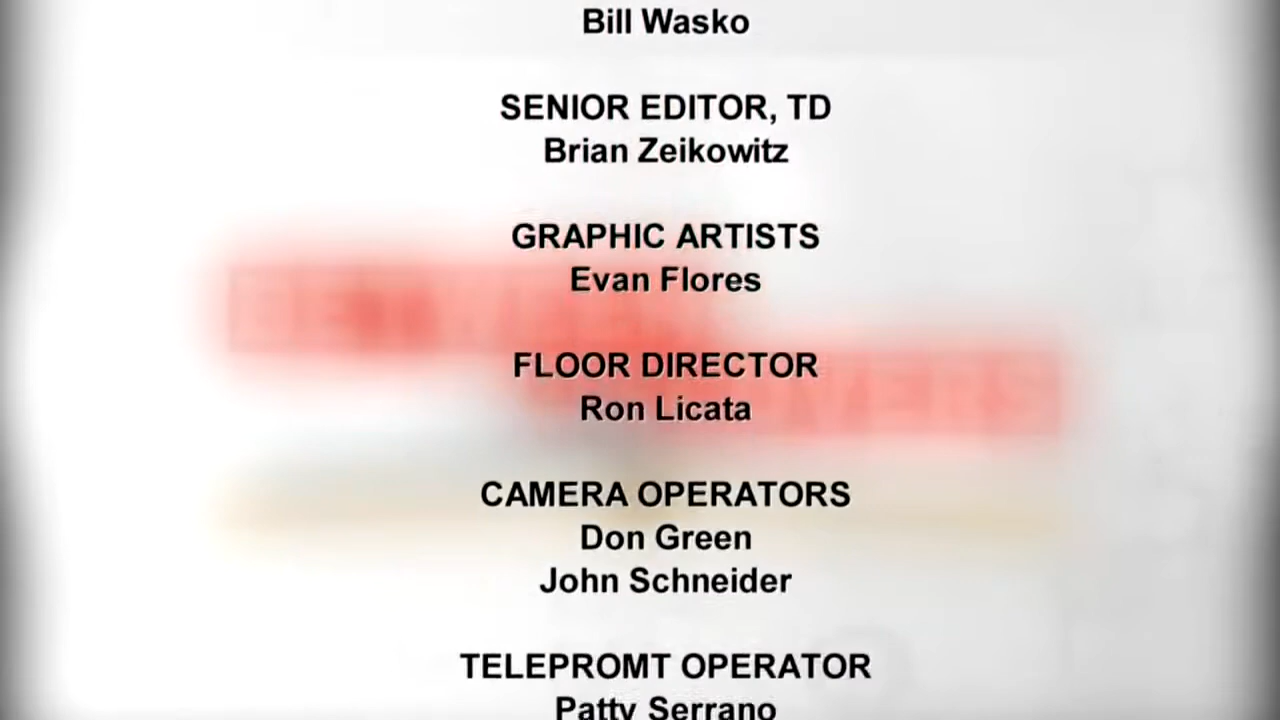 Bill Wasko
SENIOR EDITOR, TD
Brian Zeikowitz
GRAPHIC ARTISTS
Evan Flores
FLOOR DIRECTOR
Ron Licata
CAMERA OPERATORS
Don Green
John Schneider
TELEPROMT OPERATOR
Patty Serrano